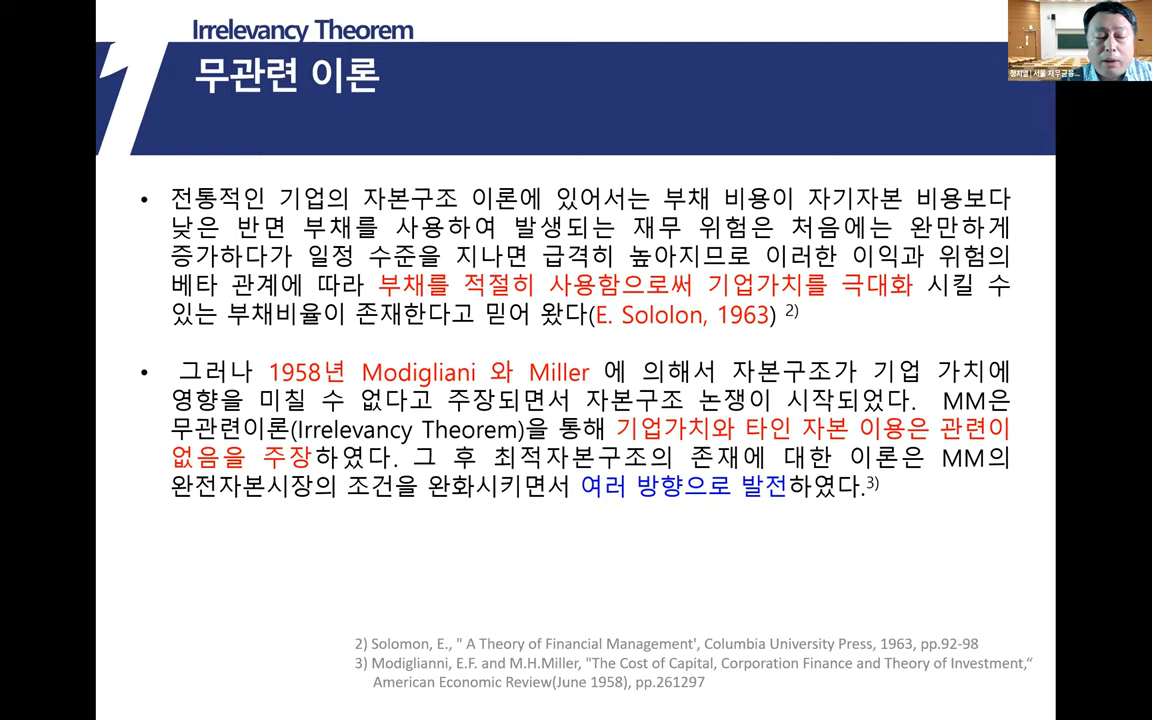 Irrelevancy Theorem
1
무관련 이론
정치열| 서울 재무금융...
• 전통적인 기업의 자본구조 이론에 있어서는 부채 비용이 자기자본 비용보다
낮은 반면 부채를 사용하여 발생되는 재무 위험은 처음에는 완만하게
증가하다가 일정 수준을 지나면 급격히 높아지므로 이러한 이익과 위험의
베타 관계에 따라 부채를 적절히 사용함으로써 기업가치를 극대화 시킬 수
있는 부채비율이 존재한다고 믿어 왔다(E. Sololon, 1963) 2)
• 그러나 1958년 Modigliani 와 Miller 에 의해서 자본구조가 기업 가치에
영향을 미칠 수 없다고 주장되면서 자본구조 논쟁이 시작되었다. MM은
무관련이론(Irrelevancy Theorem)을 통해 기업가치와 타인 자본 이용은 관련이
없음을 주장하였다. 그 후 최적자본구조의 존재에 대한 이론은 MM의
완전자본시장의 조건을 완화시키면서 여러 방향으로 발전하였다.3)
2) Solomon, E., " A Theory of Financial Management', Columbia University Press, 1963, pp.92-98
3) Modiglianni, E.F. and M.H.Miller, "The Cost of Capital, Corporation Finance and Theory of Investment,“
American Economic Review(June 1958), pp.261297